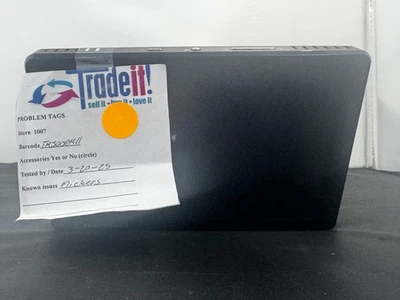 Tradeit!
sell it • buy it • love it
PROBLEM TAGS
Store 1007
Barcode
Accessories Yes or No (circle)
Tested by / Date 3-20-25
Known issues flickers